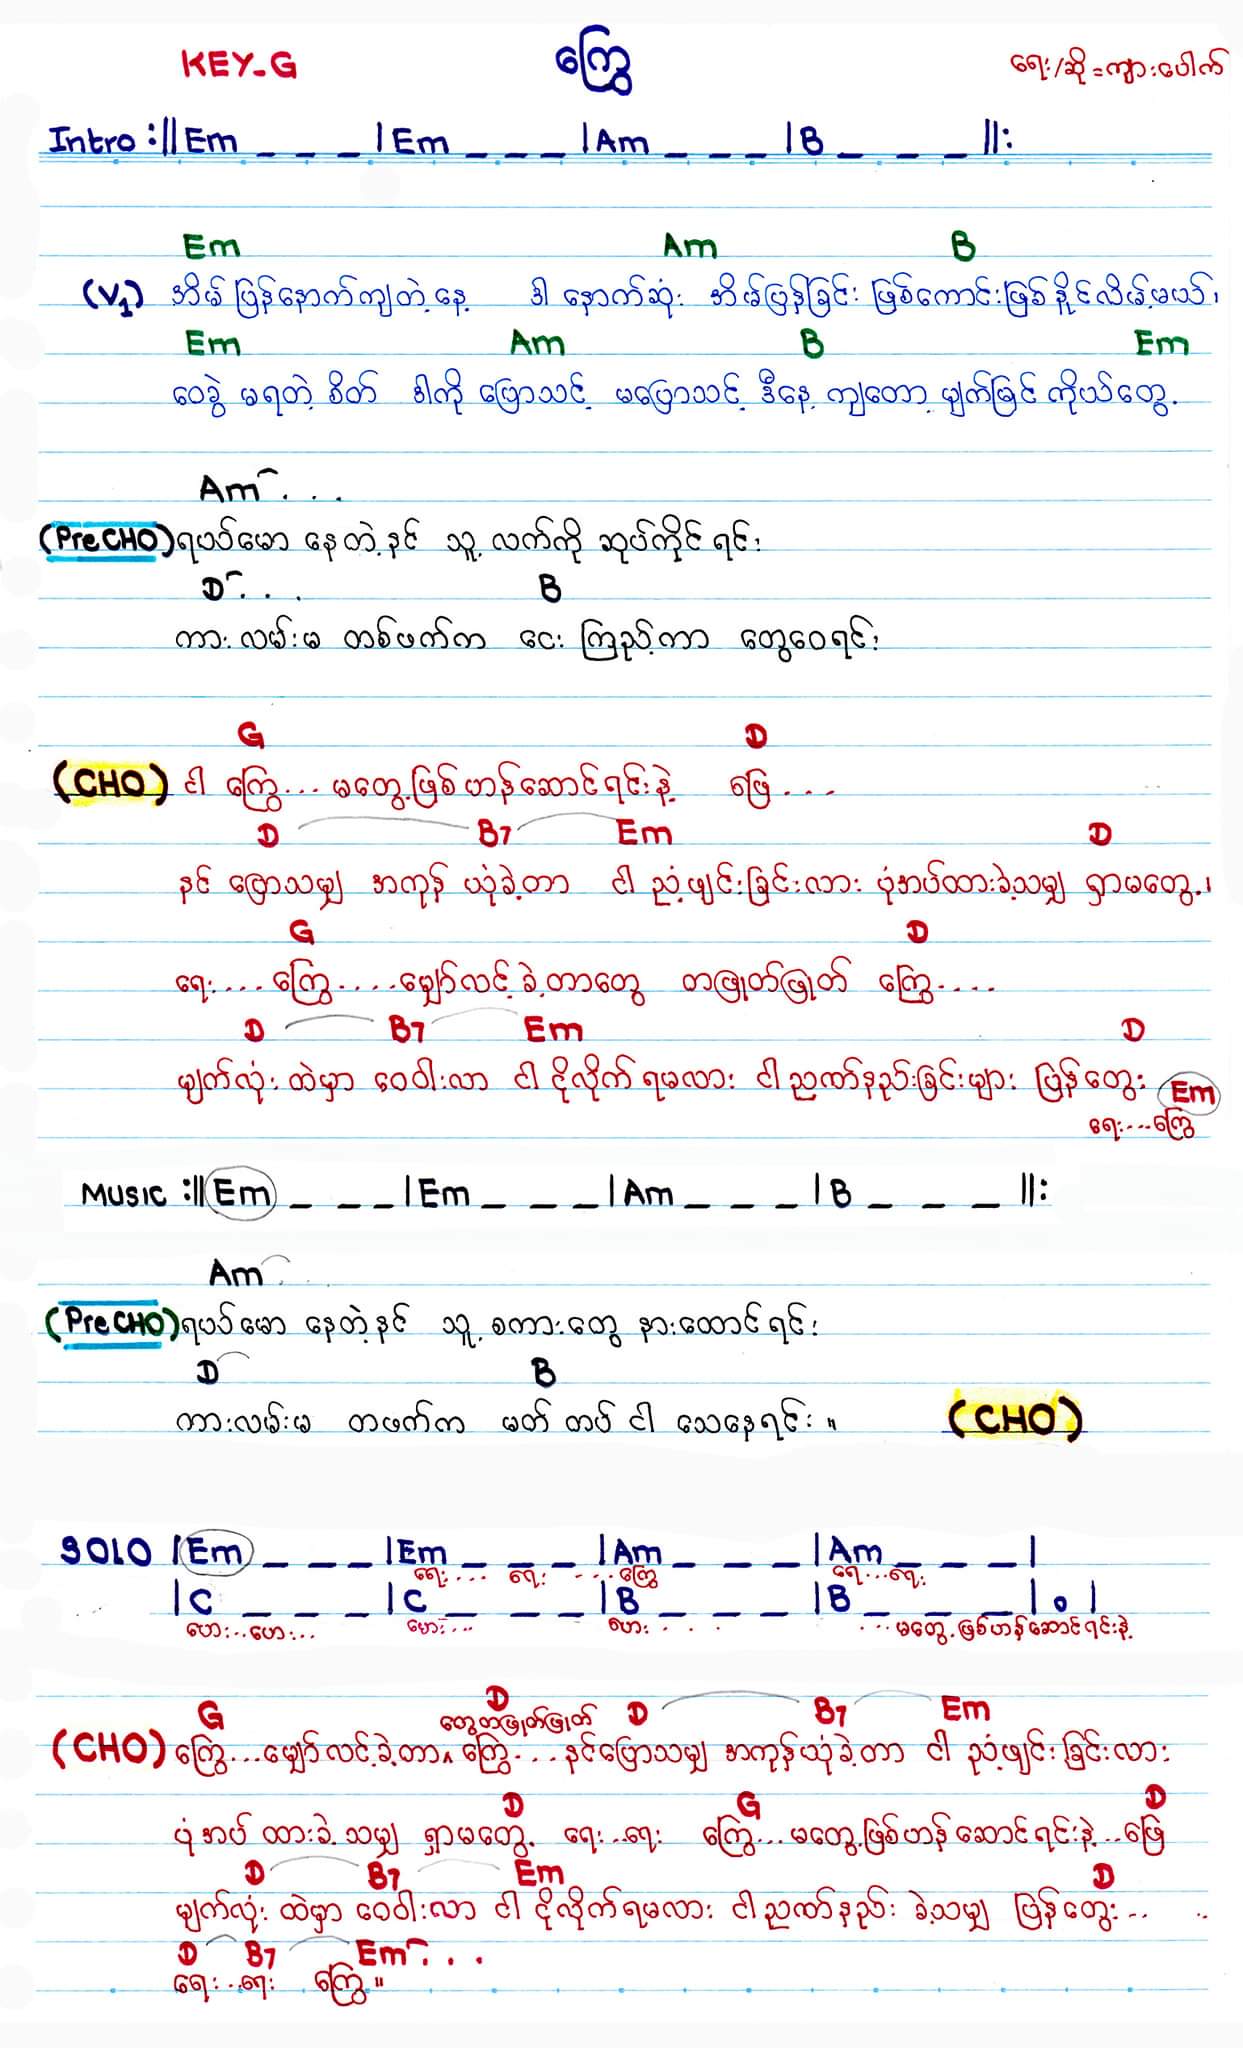 KEY-G ကြွေ ရေး/ဆို = ကျားပေါက်
Intro :|| Em _ _ _ | Em _ _ _ | Am _ _ _ | B _ _ _ ||:
Em Am B
(V1) အိမ်ပြန်နောက်ကျတဲ့နေ့ ဒါ နောက်ဆုံး အိမ်ပြန်ခြင်း ဖြစ်ကောင်းဖြစ်နိုင်လိမ့်မယ်၊
Em Am B Em
ဝေခွဲ မရတဲ့ စိတ် ဒါကို ပြောသင့် မပြောသင့် ဒီနေ့ ကျတော့ မျက်မြင် ကိုယ်တွေ့.
Am . . .
(Pre CHO) ရယ်မော နေတဲ့ နင် သူ့ လက်ကို ဆုပ်ကိုင် ရင်း
D . . . B
ကားလမ်းမ တစ်ဖက်က ငေး ကြည့်ကာ တွေဝေရင်း
G D
(CHO) ငါ ကြွေ... မတွေ့ဖြစ်ဟန်ဆောင်ရင်းနဲ့ ဖြေ . . .
D B7 Em D
နင် ပြောသမျှ အကုန် ယုံခဲ့တာ ငါ ညံ့ဖျင်းခြင်းလား ပုံအပ်ထားခဲ့သမျှ ရှာမတွေ့.၊
G D
ရေး.... ကြွေ.... မျှော်လင့်ခဲ့တာတွေ တဖြုတ်ဖြုတ် ကြွေ....
D B7 Em D
မျက်လုံးထဲမှာ ဝေဝါးလာ ငါ ငိုလိုက်ရမလား ငါ ညဏ်နည်းခြင်းများ ပြန်တွေး Em
ရေး...ကြွေ
MUSIC :|| Em _ _ _ | Em _ _ _ | Am _ _ _ | B _ _ _ ||:
Am . . .
(Pre CHO) ရယ်မော နေတဲ့နင် သူ့ စကားတွေ နားထောင်ရင်း
D B
ကားလမ်းမ တဖက်က မတ်တပ် ငါ သေနေရင်း ။ (CHO)
SOLO | Em _ _ _ | Em _ _ _ | Am _ _ _ | Am _ _ _ |
ရေး.... ရေး ....ကြွေ ရေး...ရေး
| C _ _ _ | C _ _ _ | B _ _ _ | B _ _ _ | o |
ဟေး...ဟေး... ဟေး... ဟား . . . ... မတွေ့ဖြစ်ဟန်ဆောင်ရင်းနဲ့
G D D B7 Em
တွေတဖြုတ်ဖြုတ်
(CHO) ကြွေ...မျှော်လင့်ခဲ့တာ ကြွေ... နင်ပြောသမျှ အကုန်ယုံခဲ့တာ ငါ ညံ့ဖျင်းခြင်းလား
D G D
ပုံအပ် ထားခဲ့သမျှ ရှာမတွေ့ ရေး..ရေး ကြွေ...မတွေ့ဖြစ်ဟန်ဆောင်ရင်းနဲ့...ဖြေ
D B7 Em D
မျက်လုံးထဲမှာ ဝေဝါးလာ ငါ ငိုလိုက်ရမလား ငါ ညဏ်နည်းခဲ့သမျှ ပြန်တွေး.. ..
D B7 Em . . .
ရေး..ရေး ကြွေ ။